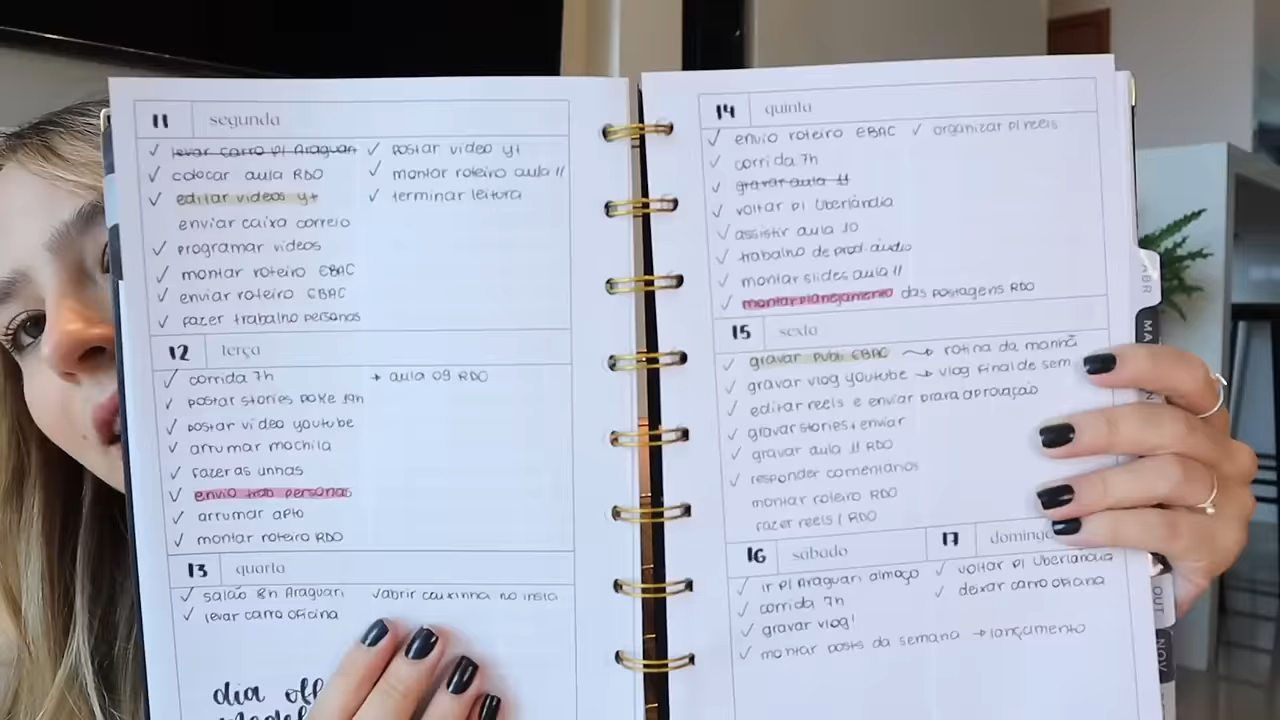 11 segunda
✓ levar carro p/ Araguari ✓ postar vídeo yt
✓ colocar aula RDO ✓ montar roteiro aula 11
✓ editar vídeos yt ✓ terminar leitura
enviar caixa correio
✓ programar vídeos
✓ montar roteiro EBAC
✓ enviar roteiro EBAC
✓ fazer trabalho personas
12 terça
✓ corrida 7h + aula 09 RDO
✓ postar stories poke 19h
✓ postar vídeo youtube
✓ arrumar mochila
✓ fazer as unhas
✓ envio trab personas
✓ arrumar apto
✓ montar roteiro RDO
13 quarta
✓ salão 8h Araguari ✓ abrir caixinha no insta
✓ levar carro oficina
dia off
14 quinta
✓ envio roteiro EBAC ✓ organizar p/ reels
✓ corrida 7h
✓ gravar aula 11
✓ voltar p/ Uberlândia
✓ assistir aula 10
✓ trabalho de prod. áudio
✓ montar slides aula 11
✓ montar planejamento das postagens RDO
15 sexta
✓ gravar publi EBAC → rotina da manhã
✓ gravar vlog youtube → vlog final de sem
✓ editar reels e enviar prara aprovação
✓ gravar stories + enviar
✓ gravar aula 11 RDO
✓ responder comentários
montar roteiro RDO
fazer reels 1 RDO
16 sábado
✓ ir p/ Araguari almoço
✓ corrida 7h
✓ gravar vlog!
✓ montar posts da semana → lançamento
17 domingo
✓ voltar p/ Uberlândia
✓ deixar carro oficina
ABR
MA
OUT
NOV